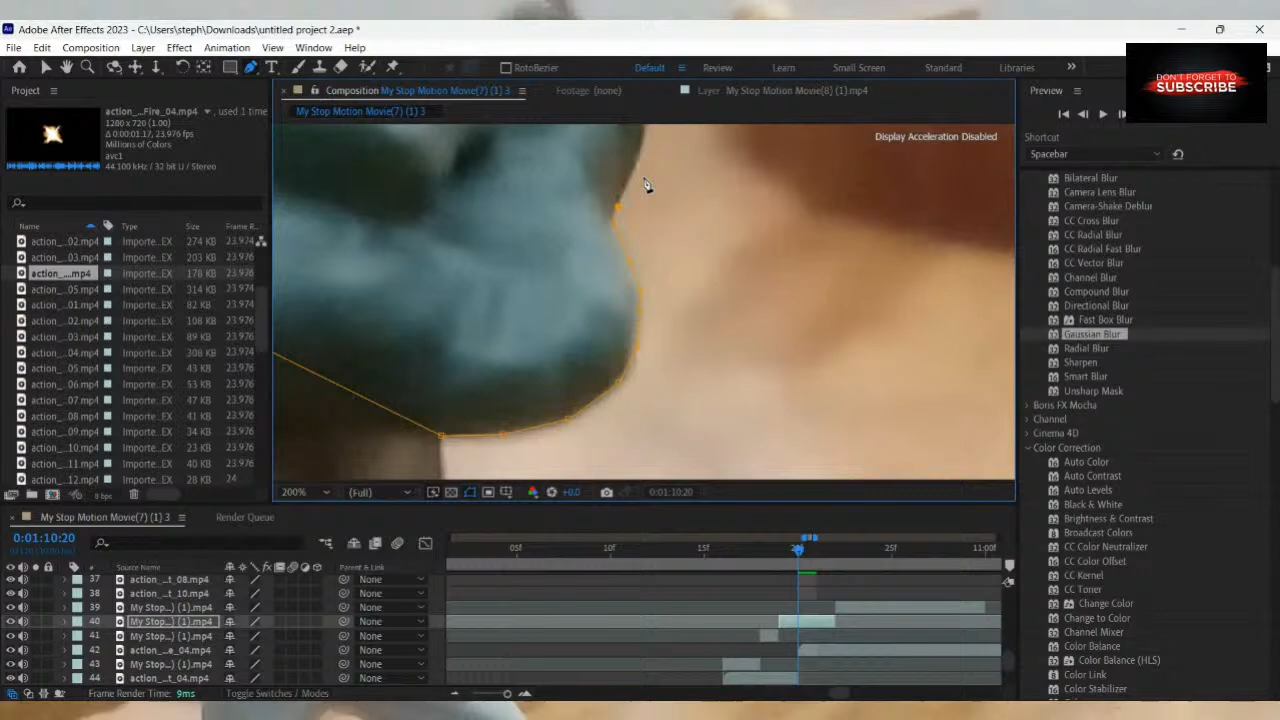 Adobe After Effects 2023 - C:\Users\steph\Downloads\untitled project 2.aep *
File Edit Composition Layer Effect Animation View Window Help
RotoBezier Default Review Learn Small Screen Standard Libraries
DON'T FORGET TO
SUBSCRIBE
Project
Composition My Stop Motion Movie(7) (1) 3 Footage (none) Layer My Stop Motion Movie(8) (1).mp4
Preview
My Stop Motion Movie(7) (1) 3
action_...Fire_04.mov , used 1 time
1280 x 720 (1.00)
Δ 0:00:01.17, 23.976 fps
Millions of Colors
avc1
44.100 kHz / 32 bit U / Stereo
Display Acceleration Disabled
Shortcut
Spacebar
Name Type Size Frame R...
action_...02.mp4 Importe...EX 274 KB 23.974
action_...03.mp4 Importe...EX 203 KB 23.974
action_....mp4 Importe...EX 178 KB 23.974
action_...05.mp4 Importe...EX 314 KB 23.974
action_...01.mp4 Importe...EX 82 KB 23.974
action_...02.mp4 Importe...EX 108 KB 23.976
action_...03.mp4 Importe...EX 89 KB 23.976
action_...04.mp4 Importe...EX 308 KB 23.974
action_...05.mp4 Importe...EX 43 KB 23.976
action_...06.mp4 Importe...EX 53 KB 23.976
action_...07.mp4 Importe...EX 47 KB 23.976
action_...08.mp4 Importe...EX 41 KB 23.976
action_...09.mp4 Importe...EX 34 KB 23.976
action_...10.mp4 Importe...EX 23 KB 23.976
action_...11.mp4 Importe...EX 40 KB 23.976
action_...12.mp4 Importe...EX 28 KB 24
8 bpc
Bilateral Blur
Camera Lens Blur
Camera-Shake Deblur
CC Cross Blur
CC Radial Blur
CC Radial Fast Blur
CC Vector Blur
Channel Blur
Compound Blur
Directional Blur
Fast Box Blur
Gaussian Blur
Radial Blur
Sharpen
Smart Blur
Unsharp Mask
Boris FX Mocha
Channel
Cinema 4D
Color Correction
Auto Color
Auto Contrast
Auto Levels
Black & White
Brightness & Contrast
Broadcast Colors
CC Color Neutralizer
CC Color Offset
CC Kernel
CC Toner
Change Color
Change to Color
Channel Mixer
Color Balance
Color Balance (HLS)
Color Link
Color Stabilizer
200% (Full) +0.0 0:01:10:20
My Stop Motion Movie(7) (1) 3 Render Queue
0:01:10:20
05f 10f 15f 20f 25f 11:00f
# Source Name Parent & Link
37 action_...t_08.mp4 None
38 action_...t_10.mp4 None
39 My Stop...) (1).mp4 None
40 My Stop...) (1).mp4 None
41 My Stop...) (1).mp4 None
42 action_...e_04.mp4 None
43 My Stop...) (1).mp4 None
44 action_...t_04.mp4 None
Frame Render Time: 9ms Toggle Switches / Modes